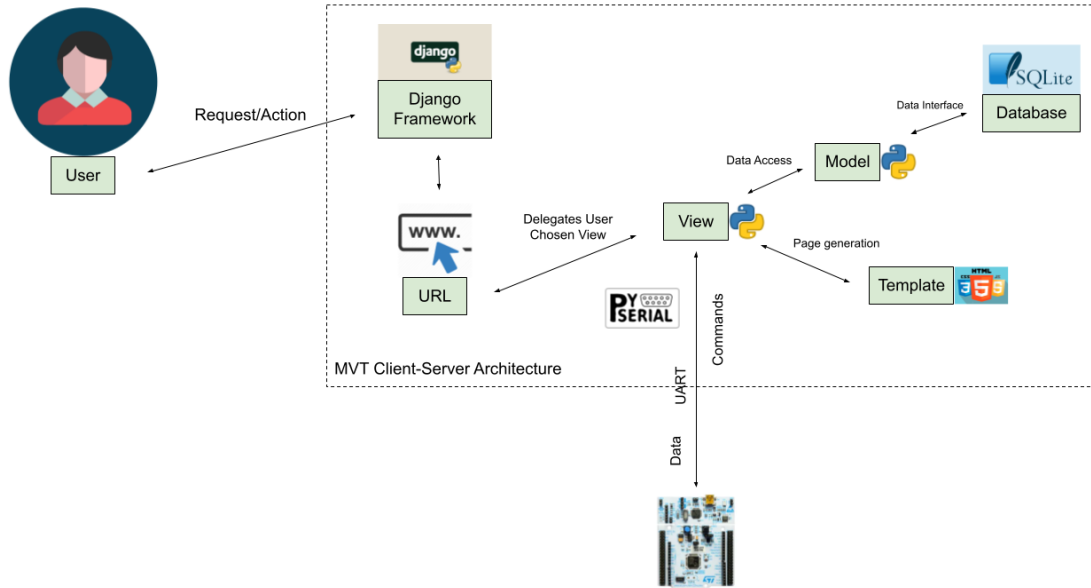 django
Django
Framework
Request/Action
User
SQLite
Database
Data Interface
Model
Data Access
View
Delegates User
Chosen View
www.
URL
Page generation
Template
HTML
5
PY
SERIAL
Commands
UART
Data
MVT Client-Server Architecture